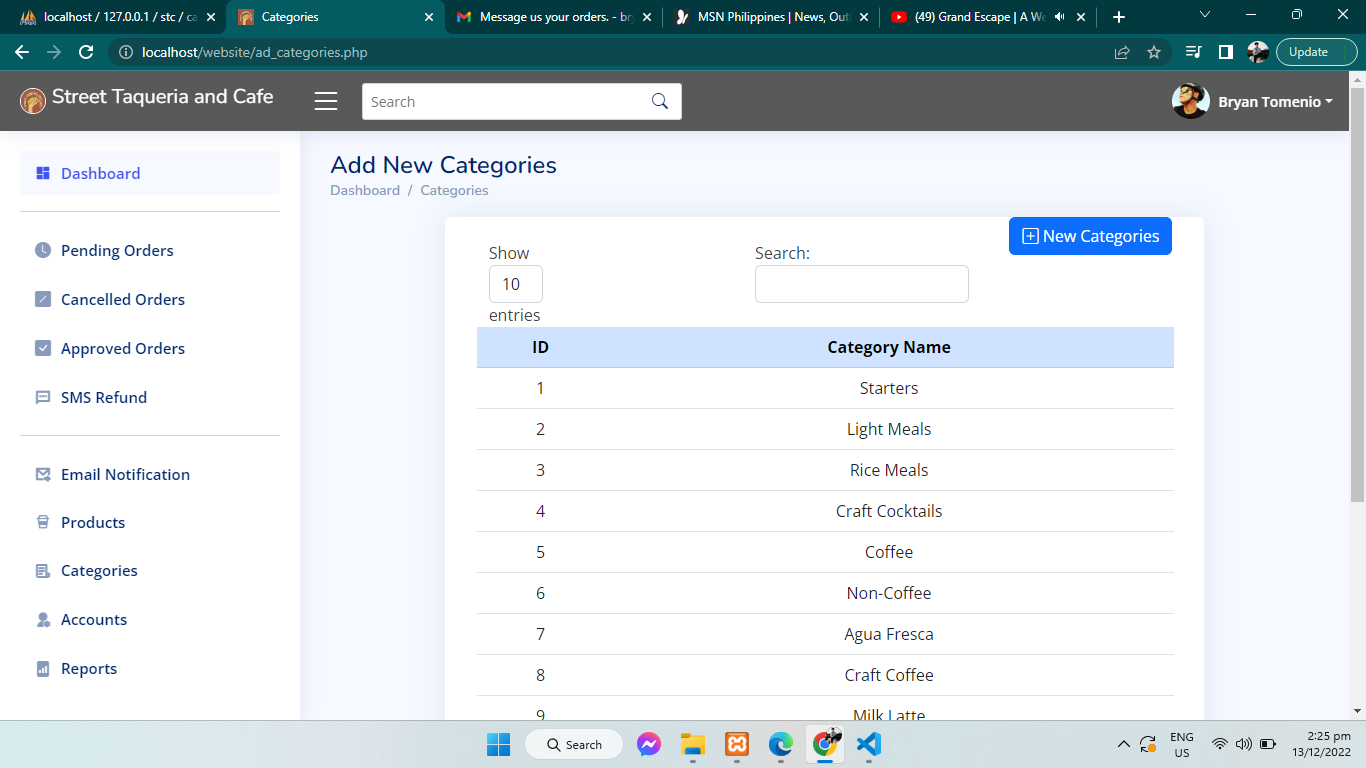 localhost / 127.0.0.1 / stc / ca
Categories
Message us your orders. - br
MSN Philippines | News, Outl
(49) Grand Escape | A We
localhost/website/ad_categories.php
Update
Street Taqueria and Cafe
Search
Bryan Tomenio
Dashboard
Pending Orders
Cancelled Orders
Approved Orders
SMS Refund
Email Notification
Products
Categories
Accounts
Reports
Add New Categories
Dashboard / Categories
New Categories
Show
10
entries
Search:
ID Category Name
1 Starters
2 Light Meals
3 Rice Meals
4 Craft Cocktails
5 Coffee
6 Non-Coffee
7 Agua Fresca
8 Craft Coffee
9 Milk Latte
Search
ENG
US
2:25 pm
13/12/2022